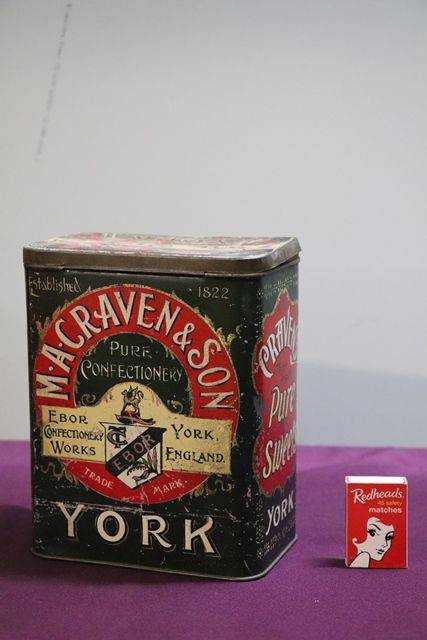 Established 1822
M.A. CRAVEN & SON
PURE
CONFECTIONERY
EBOR
CONFECTIONERY
WORKS
YORK,
ENGLAND.
EBOR
TRADE MARK.
YORK
CRAVEN'S
Pure
Sweets
YORK
Redheads
45 safety
matches